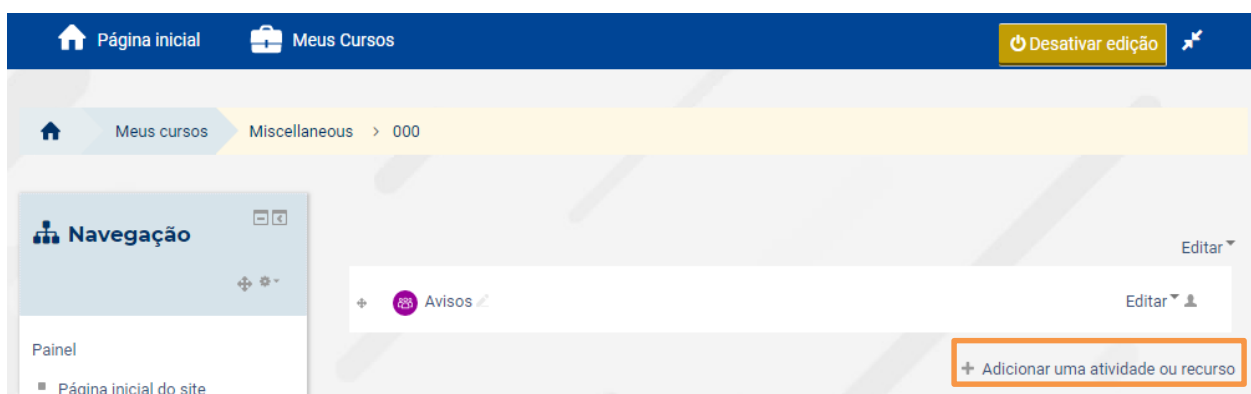 Página inicial
Meus Cursos
Desativar edição
Meus cursos
Miscellaneous > 000
Navegação
Editar
Avisos
Editar
+ Adicionar uma atividade ou recurso
Painel
Página inicial do site